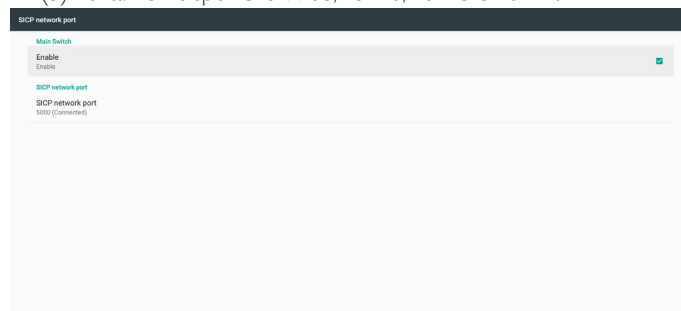 SICP network port
Main Switch
Enable
Enable
SICP network port
SICP network port
5000 (Connected)